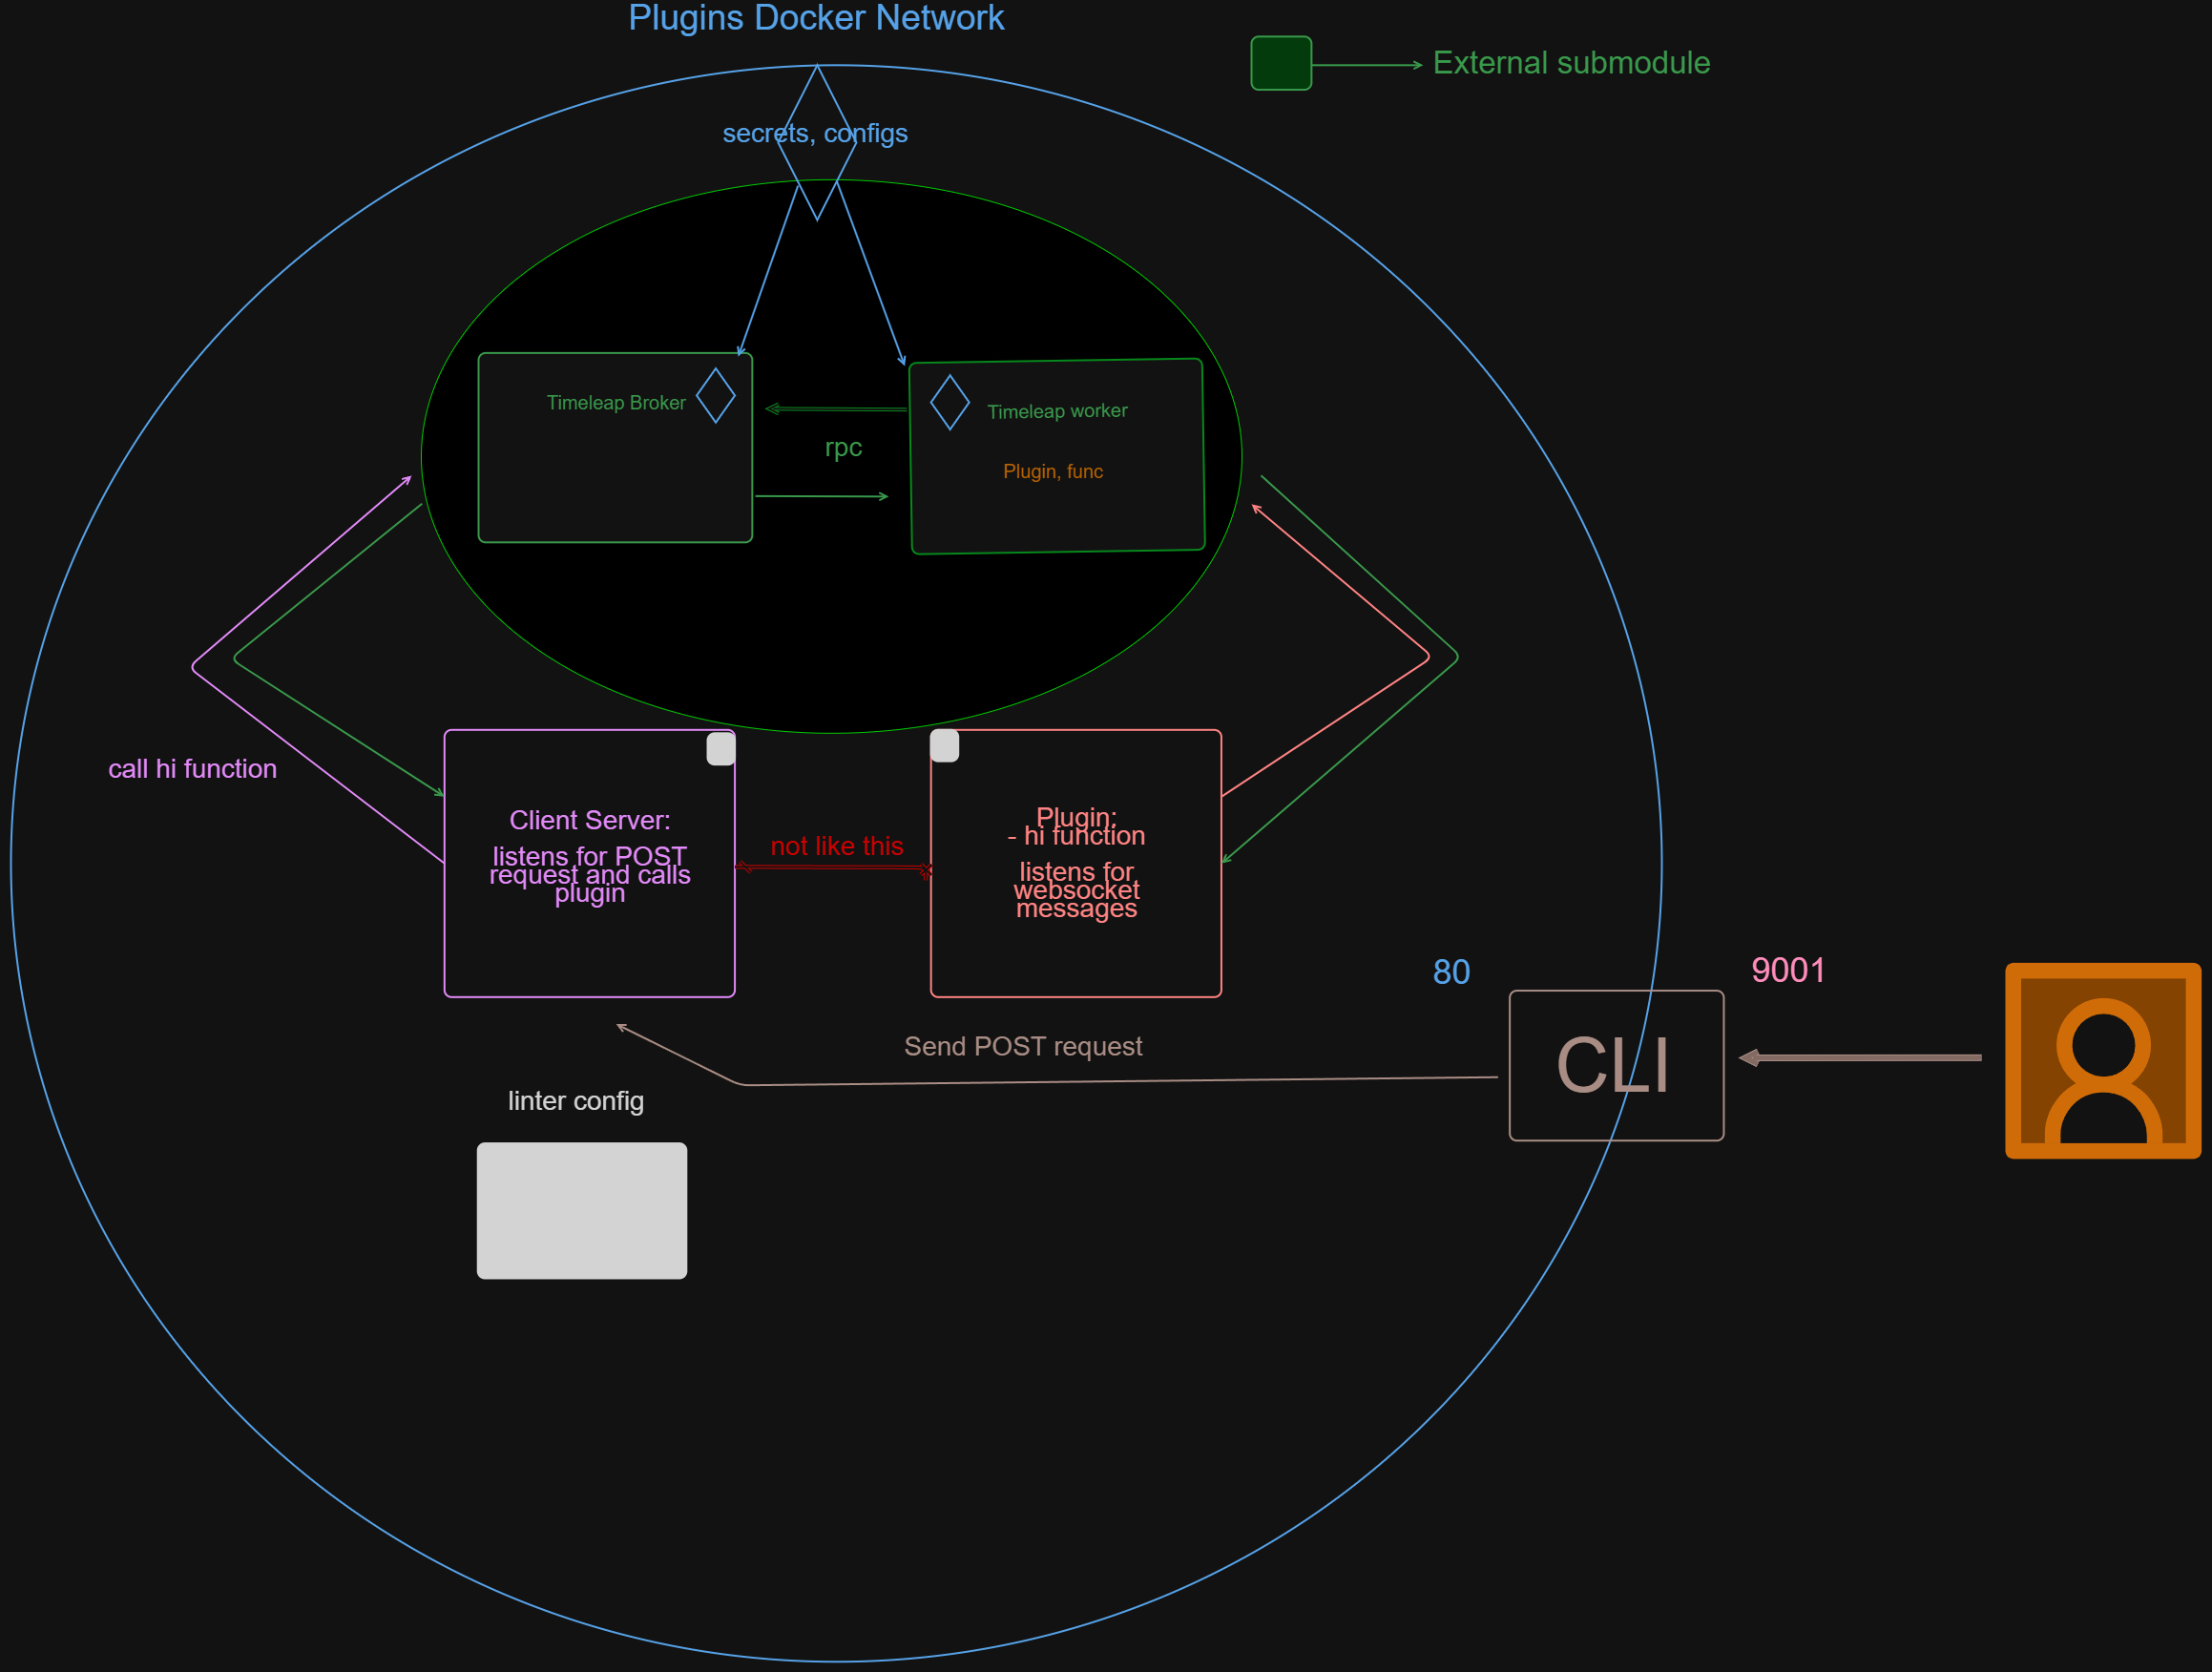 Plugins Docker Network
External submodule
secrets, configs
Timeleap Broker
Timeleap worker
rpc
Plugin, func
call hi function
Client Server:
listens for POST
request and calls
plugin
not like this
Plugin:
- hi function
listens for
websocket
messages
80
9001
CLI
Send POST request
linter config